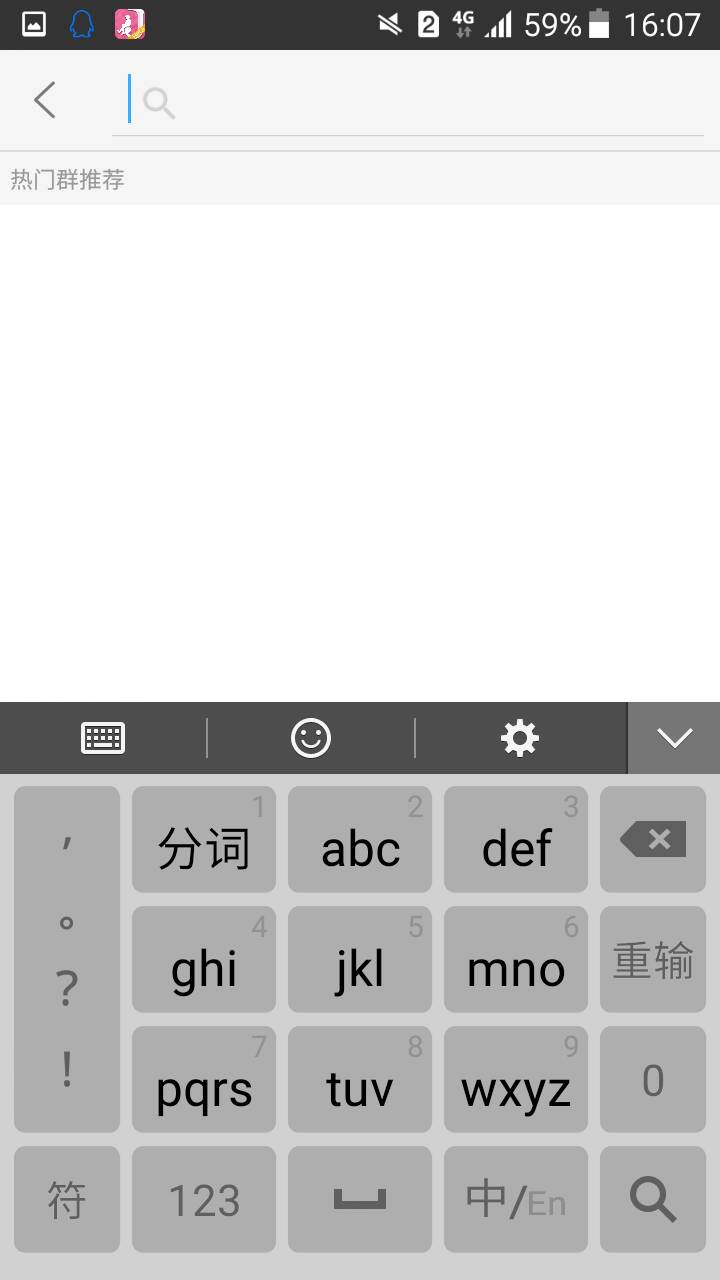 2 4G 59% 16:07
热门群推荐
, 1 分词 2 abc 3 def
。 4 ghi 5 jkl 6 mno 重输
?
! 7 pqrs 8 tuv 9 wxyz 0
符 123 中/En